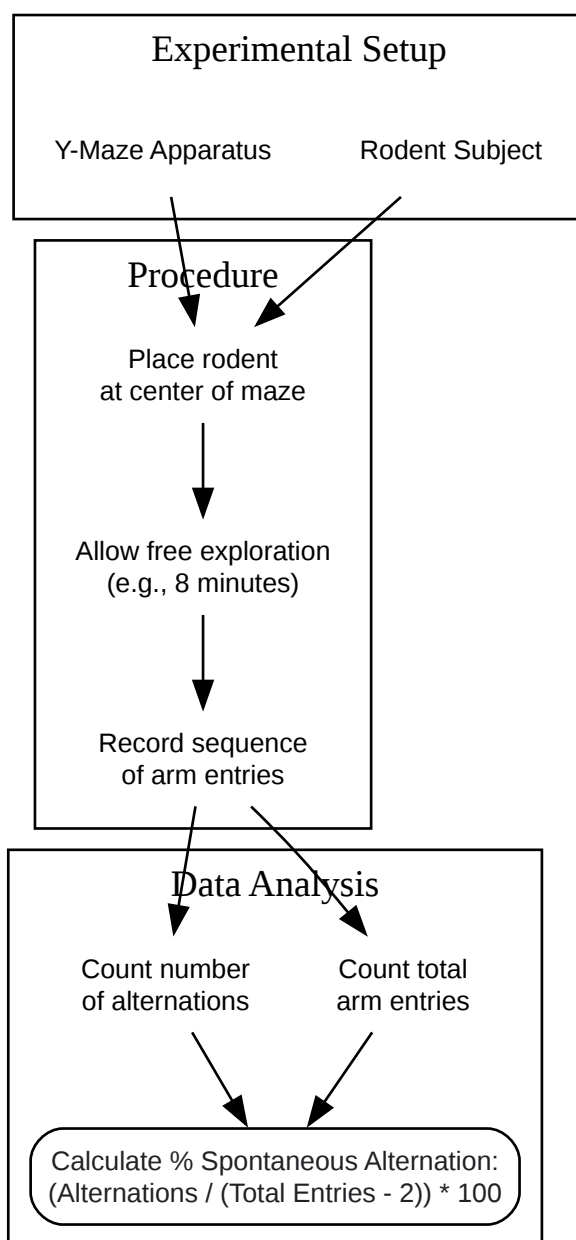 Experimental Setup
Y-Maze Apparatus
Rodent Subject
Procedure
Place rodent
at center of maze
Allow free exploration
(e.g., 8 minutes)
Record sequence
of arm entries
Data Analysis
Count number
of alternations
Count total
arm entries
Calculate % Spontaneous Alternation:
(Alternations / (Total Entries - 2)) * 100